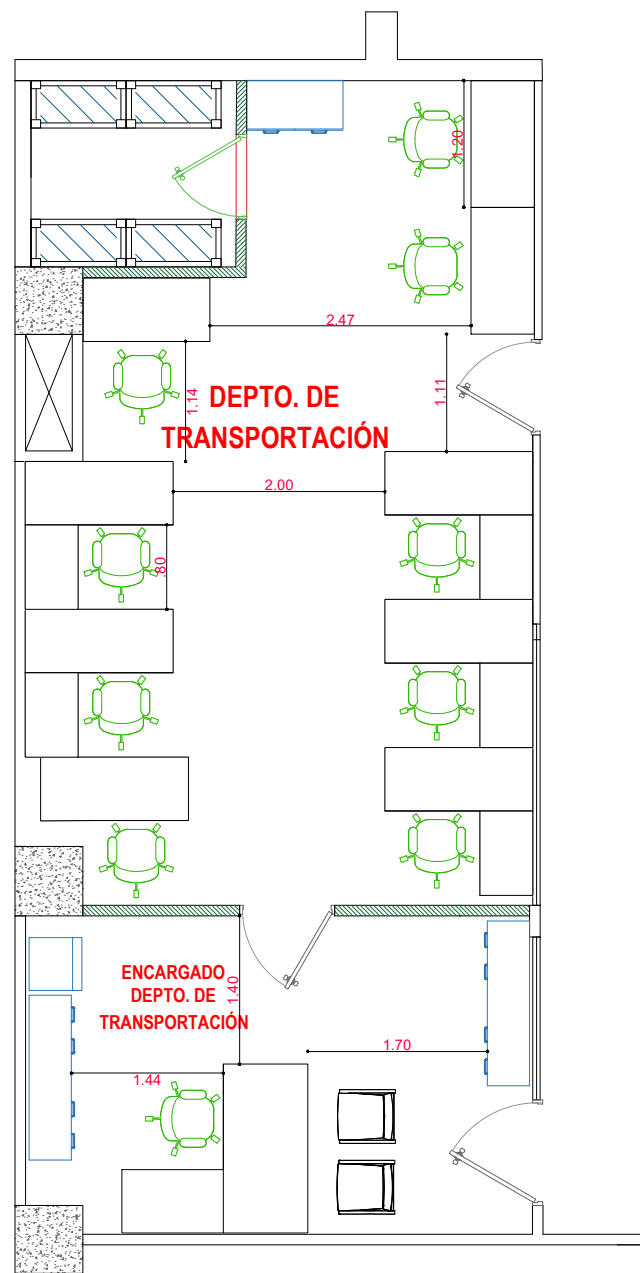 1.20
2.47
1.14
1.11
DEPTO. DE
TRANSPORTACIÓN
2.00
.80
ENCARGADO
DEPTO. DE
TRANSPORTACIÓN
1.40
1.70
1.44